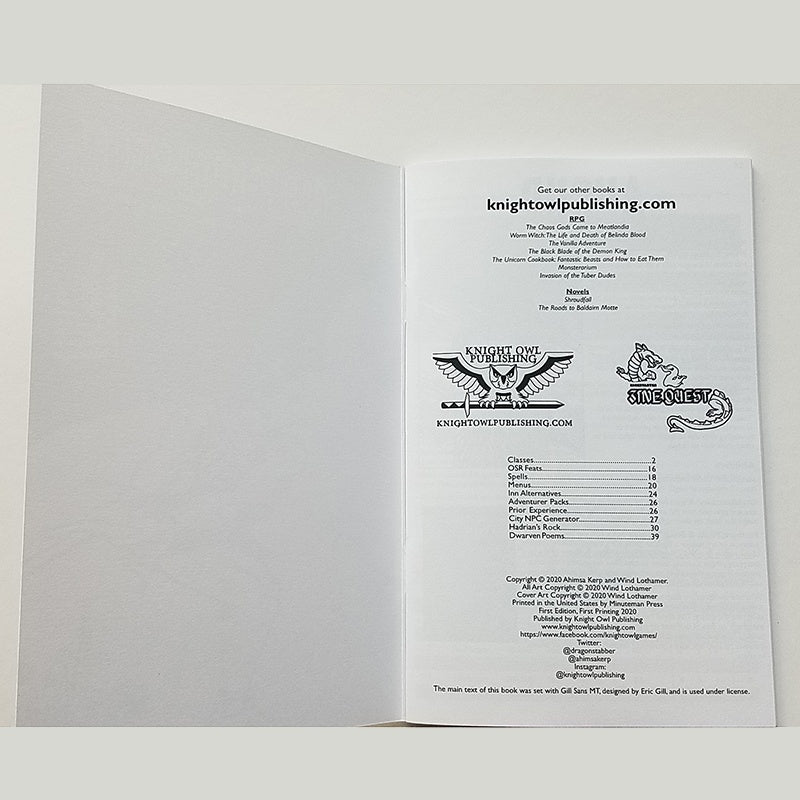 Get our other books at
knightowlpublishing.com
RPG
The Chaos Gods Come to Meatlandia
Worm Witch: The Life and Death of Belinda Blood
The Vanilla Adventure
The Black Blade of the Demon King
The Unicorn Cookbook: Fantastic Beasts and How to Eat Them
Monsterarium
Invasion of the Tuber Dudes
Novels
Shroudfall
The Roads to Baldairn Motte
KNIGHT OWL
PUBLISHING
KNIGHTOWLPUBLISHING.COM
ZINE QUEST
Classes....................................................2
OSR Feats................................................16
Spells.......................................................18
Menus......................................................20
Inn Alternatives........................................24
Adventurer Packs.....................................26
Prior Experience......................................26
City NPC Generator.................................27
Hadrian's Rock.........................................30
Dwarven Poems.......................................39
Copyright © 2020 Ahimsa Kerp and Wind Lothamer.
All Art Copyright © 2020 Wind Lothamer
Cover Art Copyright © 2020 Wind Lothamer
Printed in the United States by Minuteman Press
First Edition, First Printing 2020
Published by Knight Owl Publishing
www.knightowlpublishing.com
https://www.facebook.com/knightowlgames/
Twitter:
@dragonstabber
@ahimsakerp
Instagram:
@knightowlpublishing
The main text of this book was set with Gill Sans MT, designed by Eric Gill, and is used under license.